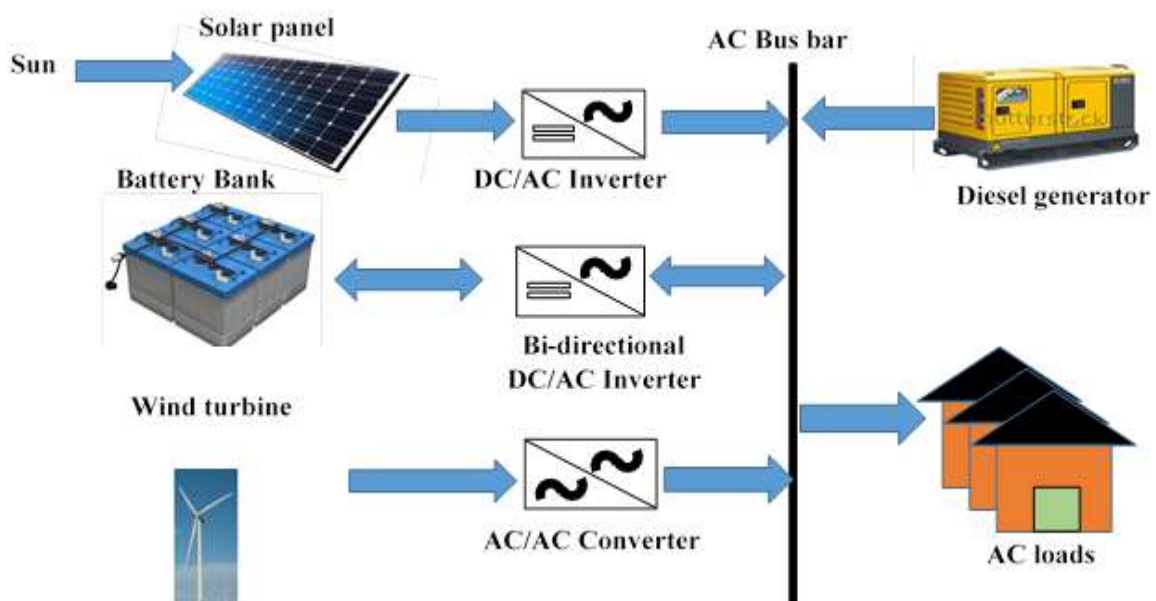 Solar panel
Sun
AC Bus bar
DC/AC Inverter
Diesel generator
Battery Bank
Bi-directional
DC/AC Inverter
Wind turbine
AC/AC Converter
AC loads